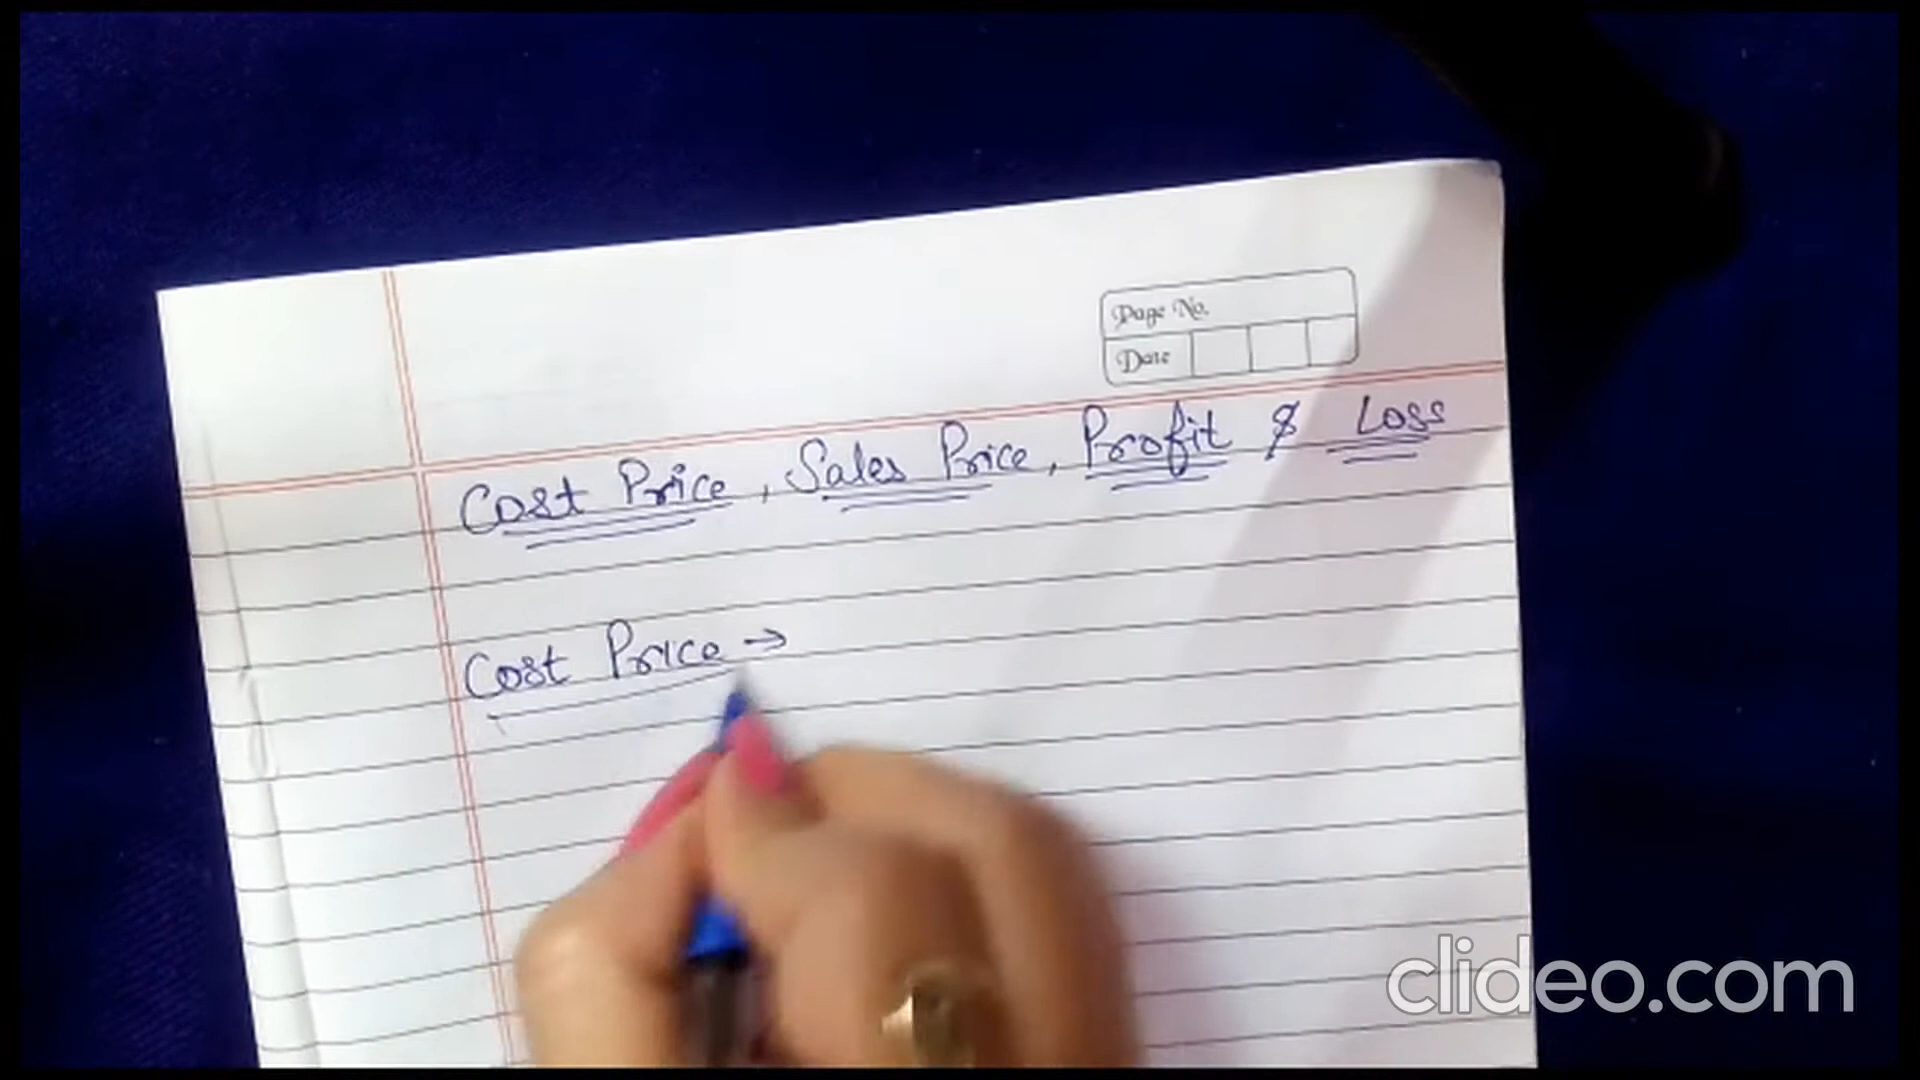 Page No.
Date
Cost Price, Sales Price, Profit & Loss
Cost Price →
clideo.com